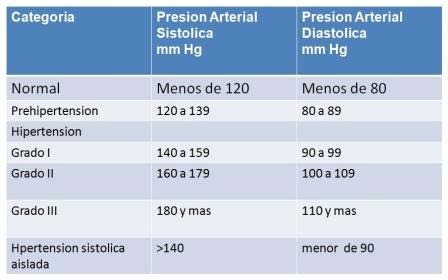 Categoria Presion Arterial Presion Arterial
Sistolica Diastolica
mm Hg mm Hg
Normal Menos de 120 Menos de 80
Prehipertension 120 a 139 80 a 89
Hipertension
Grado I 140 a 159 90 a 99
Grado II 160 a 179 100 a 109
Grado III 180 y mas 110 y mas
Hpertension sistolica >140 menor de 90
aislada